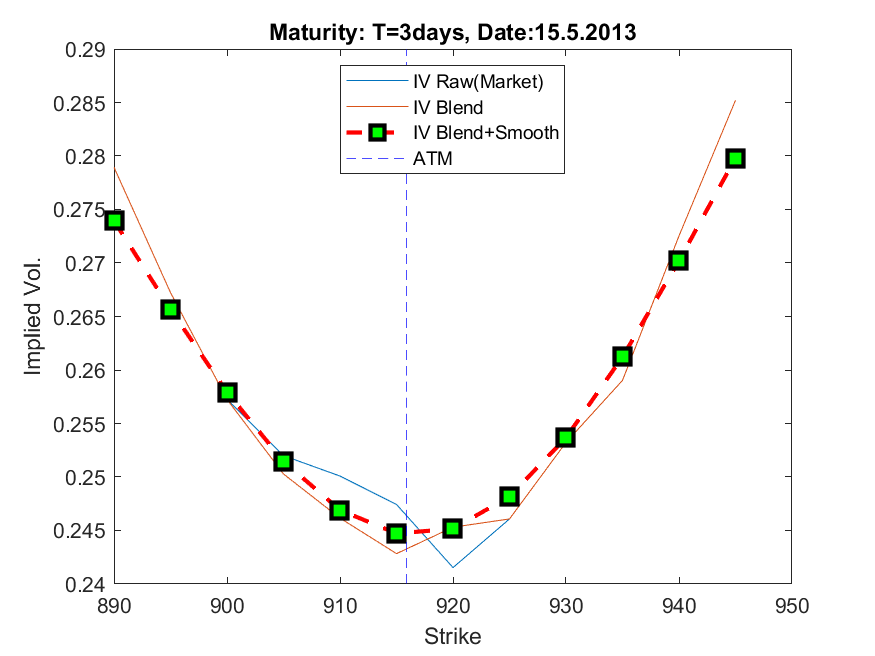 Maturity: T=3days, Date:15.5.2013
0.29
0.285
0.28
0.275
0.27
0.265
0.26
0.255
0.25
0.245
0.24
Implied Vol.
IV Raw(Market)
IV Blend
IV Blend+Smooth
ATM
890 900 910 920 930 940 950
Strike